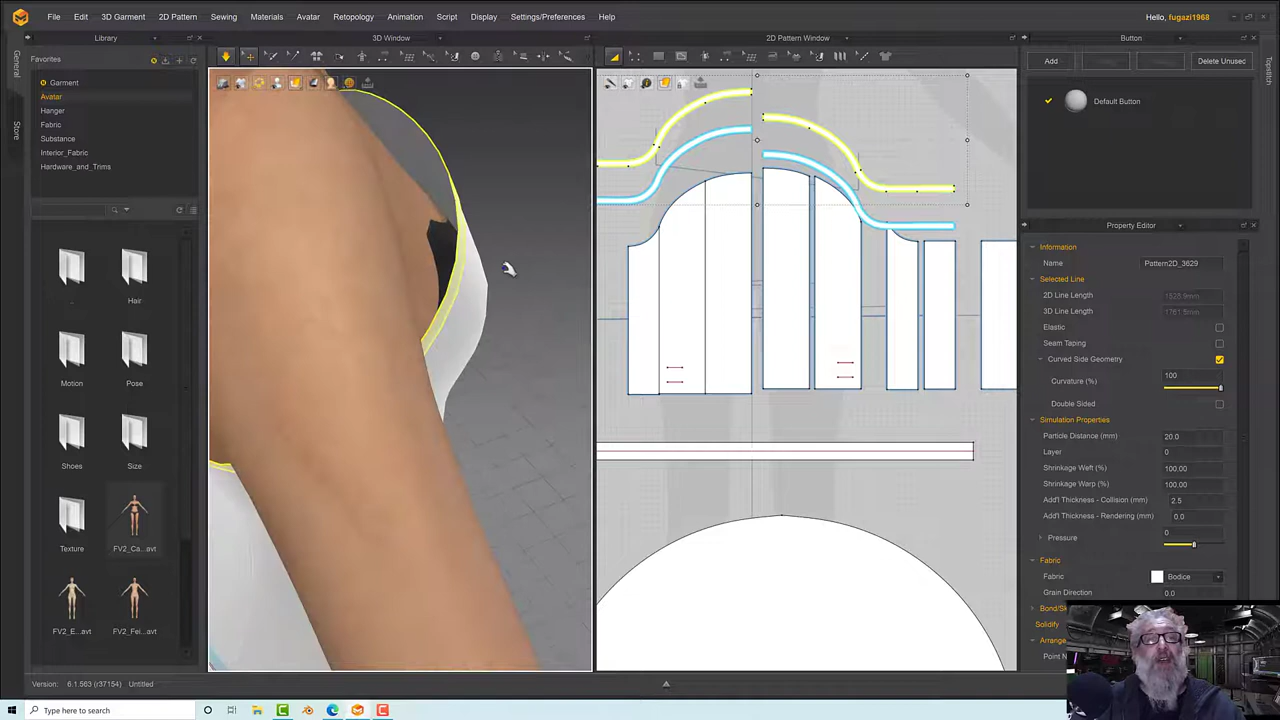 File Edit 3D Garment 2D Pattern Sewing Materials Avatar Retopology Animation Script Display Settings/Preferences Help Hello, fugazi1968
Library 3D Window 2D Pattern Window Button
General
Store
Topstitch
Favorites
Add Delete Unused
Garment
Avatar
Hanger
Fabric
Substance
Interior_Fabric
Hardware_and_Trims
Default Button
Property Editor
Information
Name Pattern2D_3629
Selected Line
2D Line Length 1528.9mm
3D Line Length
Elastic
Seam Taping
Curved Side Geometry
Curvature (%) 100
Double Sided
Simulation Properties
Particle Distance (mm) 20.0
Layer 0
Shrinkage Weft (%) 100.00
Shrinkage Warp (%) 100.00
Add'l Thickness - Collision (mm) 2.5
Add'l Thickness - Rendering (mm) 0.0
Pressure 0
Fabric
Fabric Bodice
Grain Direction 0.0
Solidify
.. Hair
Motion Pose
Shoes Size
Texture FV2_Ca...avt
FV2_E...avt FV2_Fei...avt
Version: 6.1.563 (r37154) Untitled
Type here to search